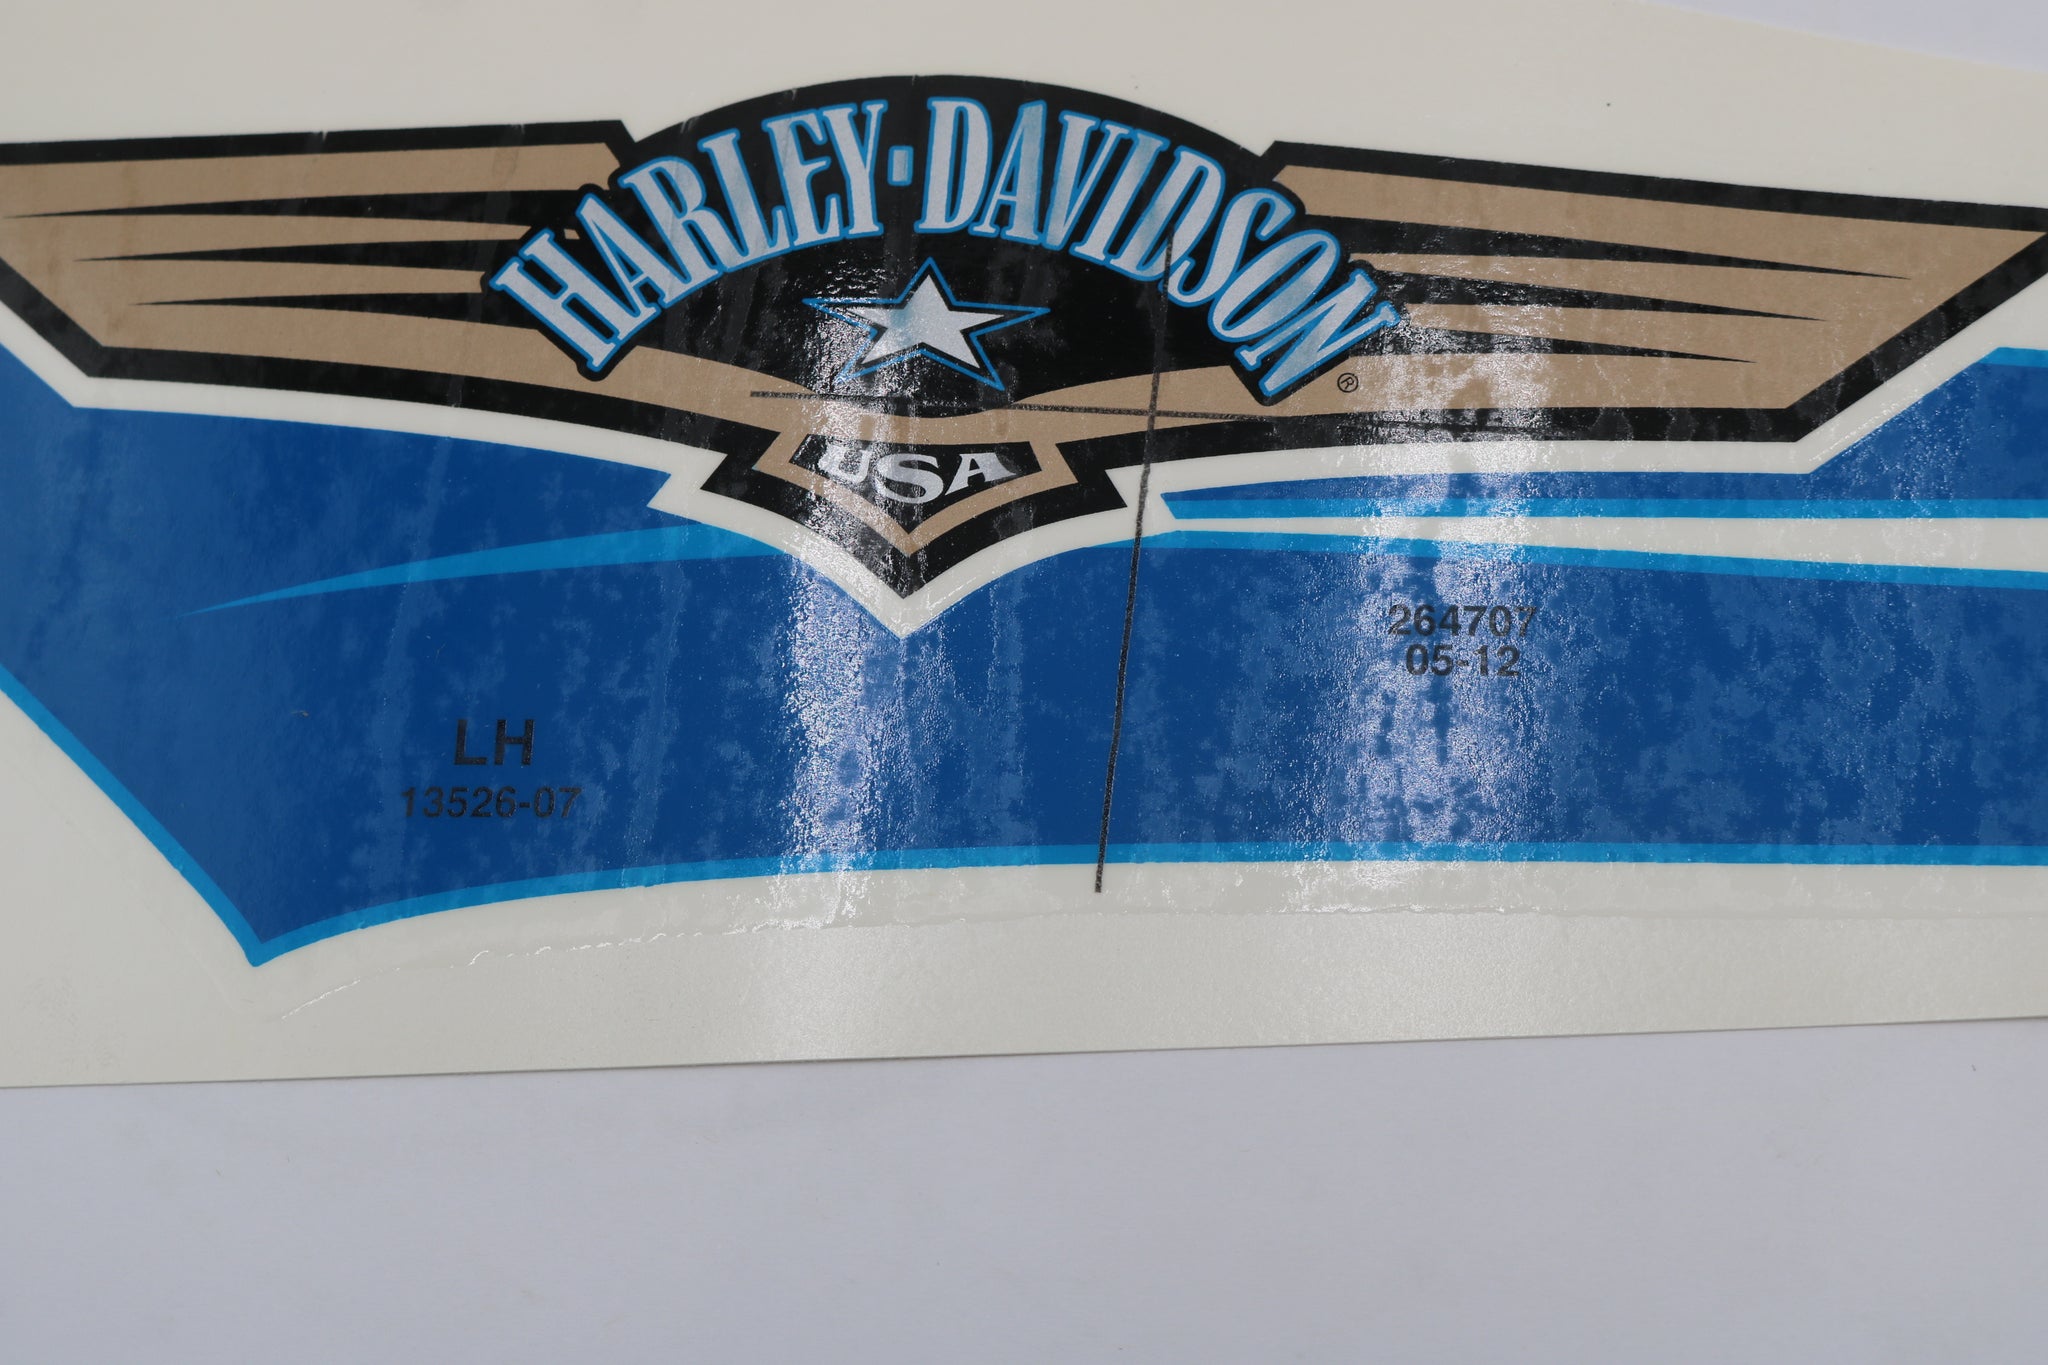 HARLEY-DAVIDSON
®
USA
264707
05-12
LH
13526-07